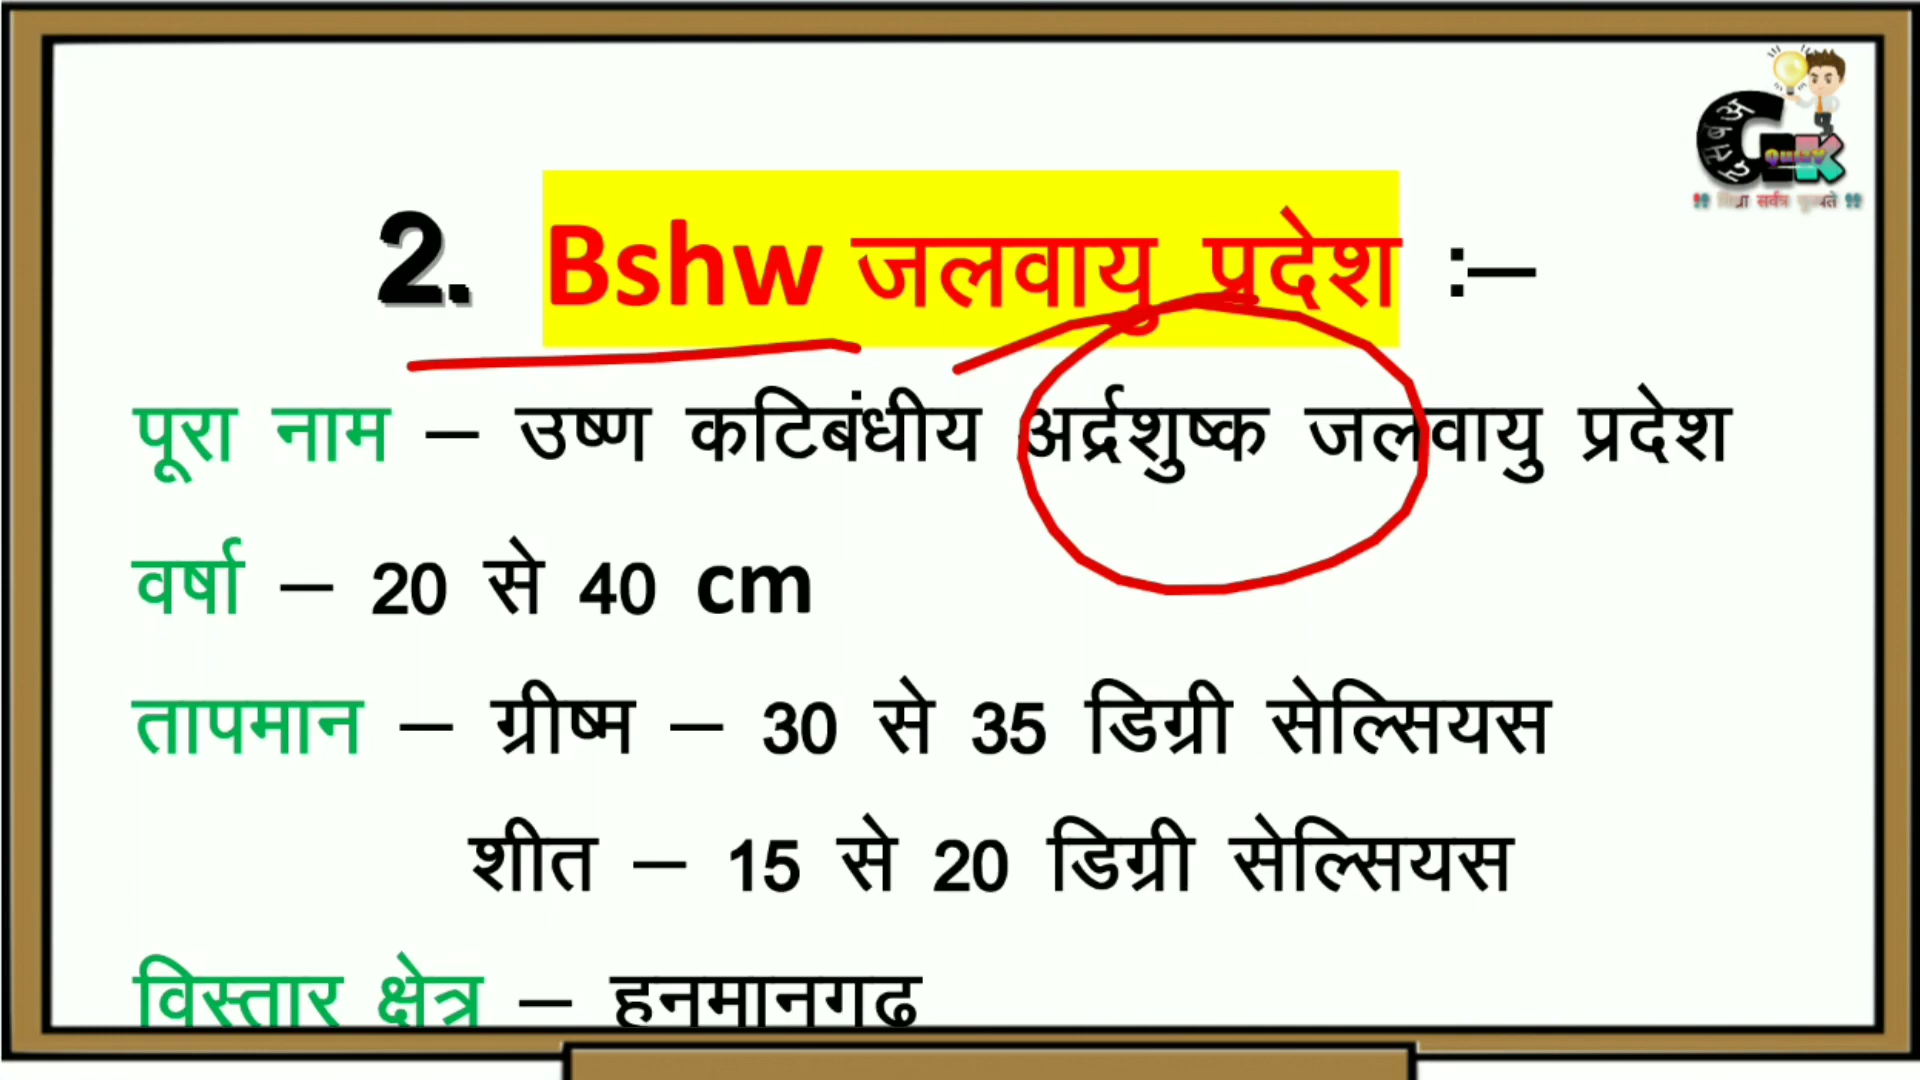 2. Bshw जलवायु प्रदेश :—
पूरा नाम – उष्ण कटिबंधीय अर्द्रशुष्क जलवायु प्रदेश
वर्षा – 20 से 40 cm
तापमान – ग्रीष्म – 30 से 35 डिग्री सेल्सियस
शीत – 15 से 20 डिग्री सेल्सियस
विस्तार क्षेत्र – हनुमानगढ़